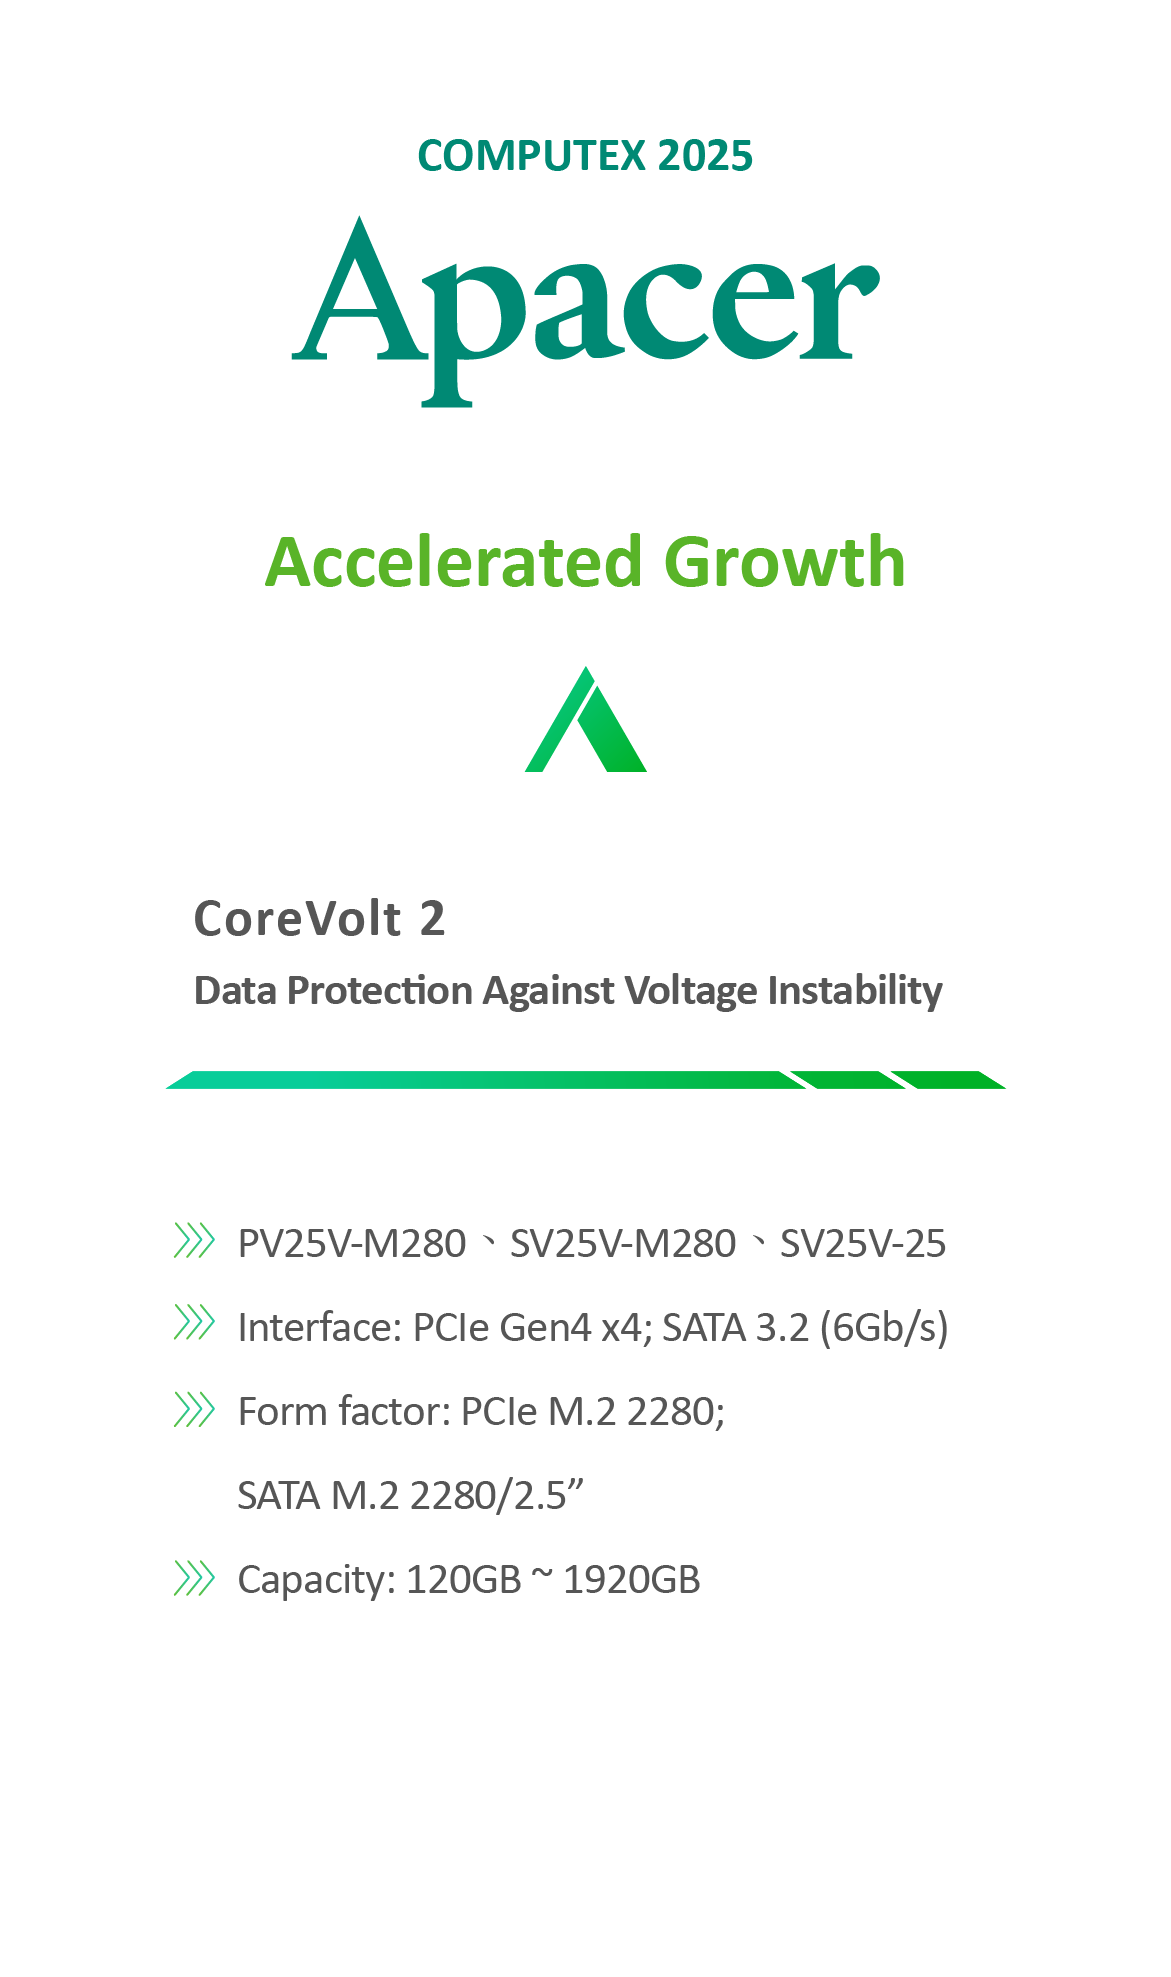 COMPUTEX 2025
Apacer
Accelerated Growth
CoreVolt 2
Data Protection Against Voltage Instability
PV25V-M280、SV25V-M280、SV25V-25
Interface: PCIe Gen4 x4; SATA 3.2 (6Gb/s)
Form factor: PCIe M.2 2280;
SATA M.2 2280/2.5”
Capacity: 120GB ~ 1920GB